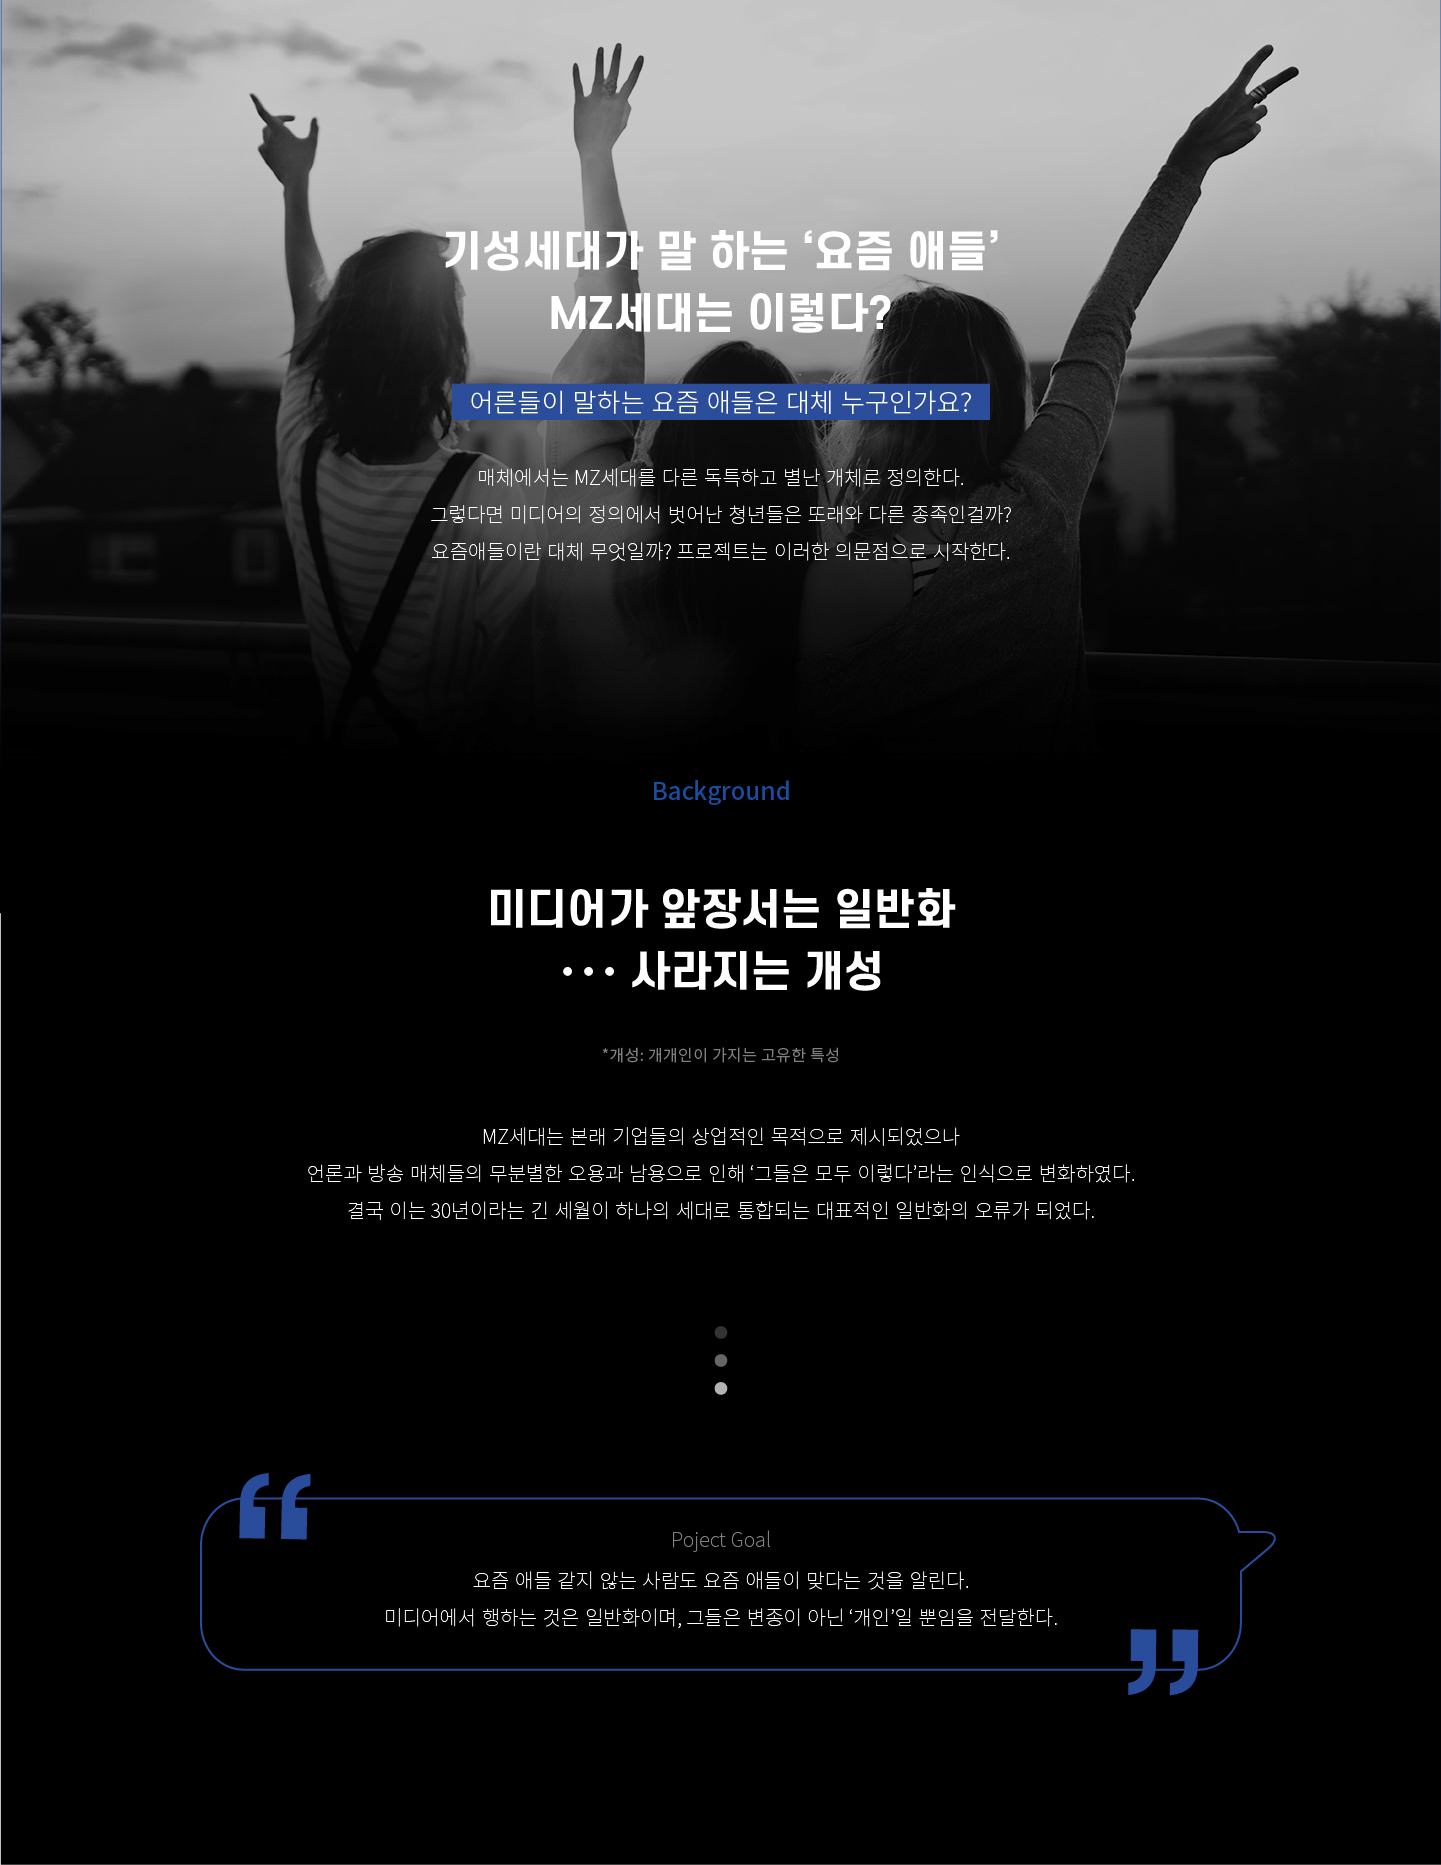 기성세대가 말 하는 ‘요즘 애들’
MZ세대는 이렇다?
어른들이 말하는 요즘 애들은 대체 누구인가요?
매체에서는 MZ세대를 다른 독특하고 별난 개체로 정의한다.
그렇다면 미디어의 정의에서 벗어난 청년들은 또래와 다른 종족인걸까?
요즘애들이란 대체 무엇일까? 프로젝트는 이러한 의문점으로 시작한다.
Background
미디어가 앞장서는 일반화
··· 사라지는 개성
*개성: 개개인이 가지는 고유한 특성
MZ세대는 본래 기업들의 상업적인 목적으로 제시되었으나
언론과 방송 매체들의 무분별한 오용과 남용으로 인해 ‘그들은 모두 이렇다’라는 인식으로 변화하였다.
결국 이는 30년이라는 긴 세월이 하나의 세대로 통합되는 대표적인 일반화의 오류가 되었다.
Poject Goal
요즘 애들 같지 않는 사람도 요즘 애들이 맞다는 것을 알린다.
미디어에서 행하는 것은 일반화이며, 그들은 변종이 아닌 ‘개인’일 뿐임을 전달한다.